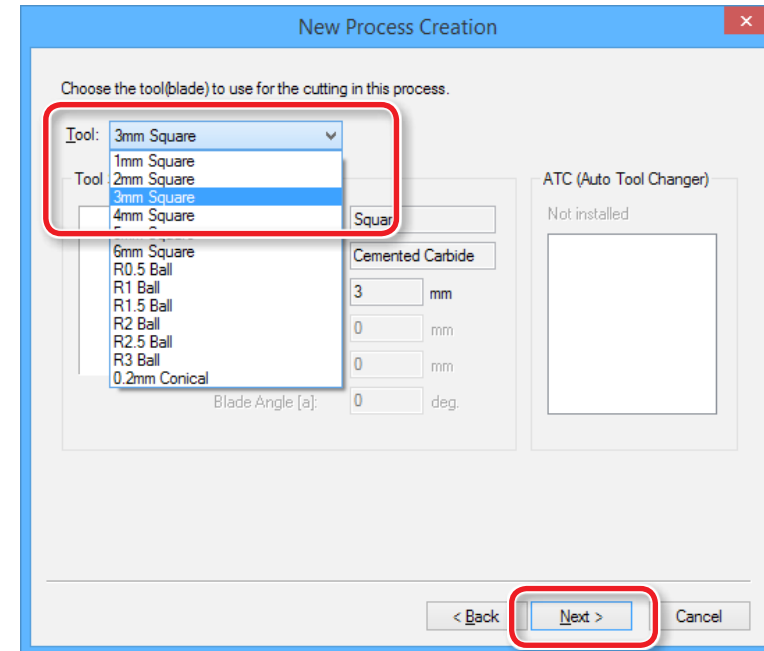 New Process Creation
Choose the tool(blade) to use for the cutting in this process.
Tool: 3mm Square
1mm Square
2mm Square
3mm Square
4mm Square
6mm Square
R0.5 Ball
R1 Ball
R1.5 Ball
R2 Ball
R2.5 Ball
R3 Ball
0.2mm Conical
Tool
Square
Cemented Carbide
3 mm
0 mm
0 mm
Blade Angle [a]: 0 deg.
ATC (Auto Tool Changer)
Not installed
< Back Next > Cancel